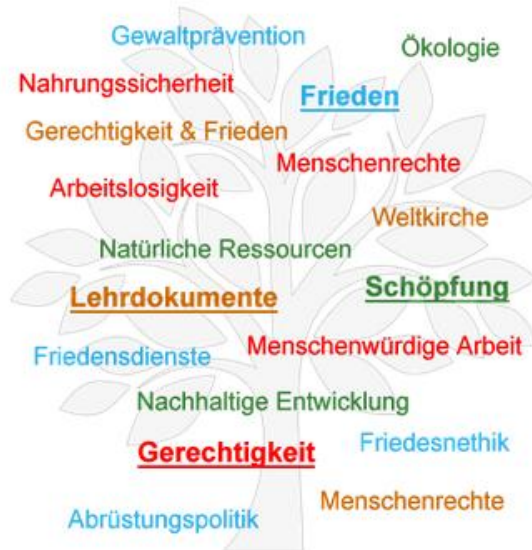 Gewaltprävention
Ökologie
Nahrungssicherheit
Frieden
Gerechtigkeit & Frieden
Menschenrechte
Arbeitslosigkeit
Weltkirche
Natürliche Ressourcen
Schöpfung
Lehrdokumente
Menschenwürdige Arbeit
Friedensdienste
Nachhaltige Entwicklung
Friedesnethik
Gerechtigkeit
Menschenrechte
Abrüstungspolitik